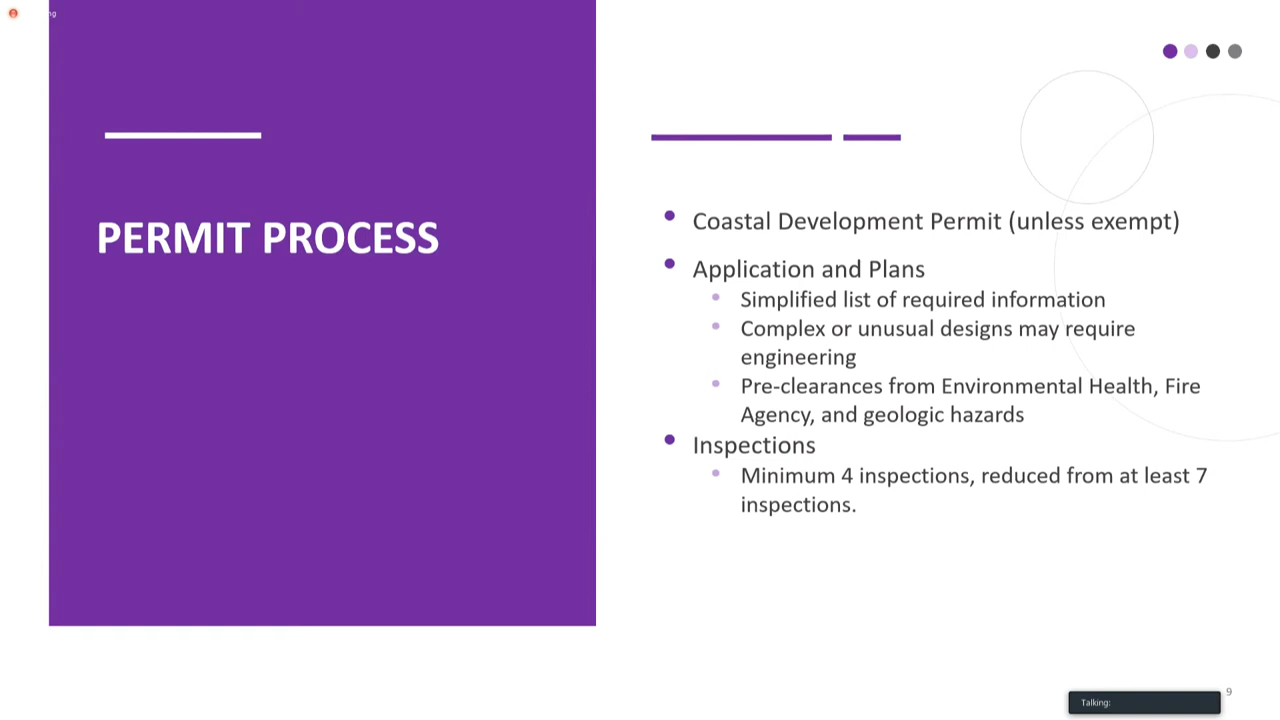 PERMIT PROCESS
Coastal Development Permit (unless exempt)
Application and Plans
Simplified list of required information
Complex or unusual designs may require
engineering
Pre-clearances from Environmental Health, Fire
Agency, and geologic hazards
Inspections
Minimum 4 inspections, reduced from at least 7
inspections.
9
Talking: